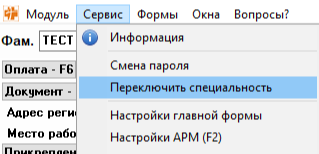 Модуль Сервис Формы Окна Вопросы?
Фам. ТЕСТ
Информация
Оплата - F6
Смена пароля
Документ -
Переключить специальность
Адрес реги
Настройки главной формы
Место рабо
Настройки АРМ (F2)
Прикреплен